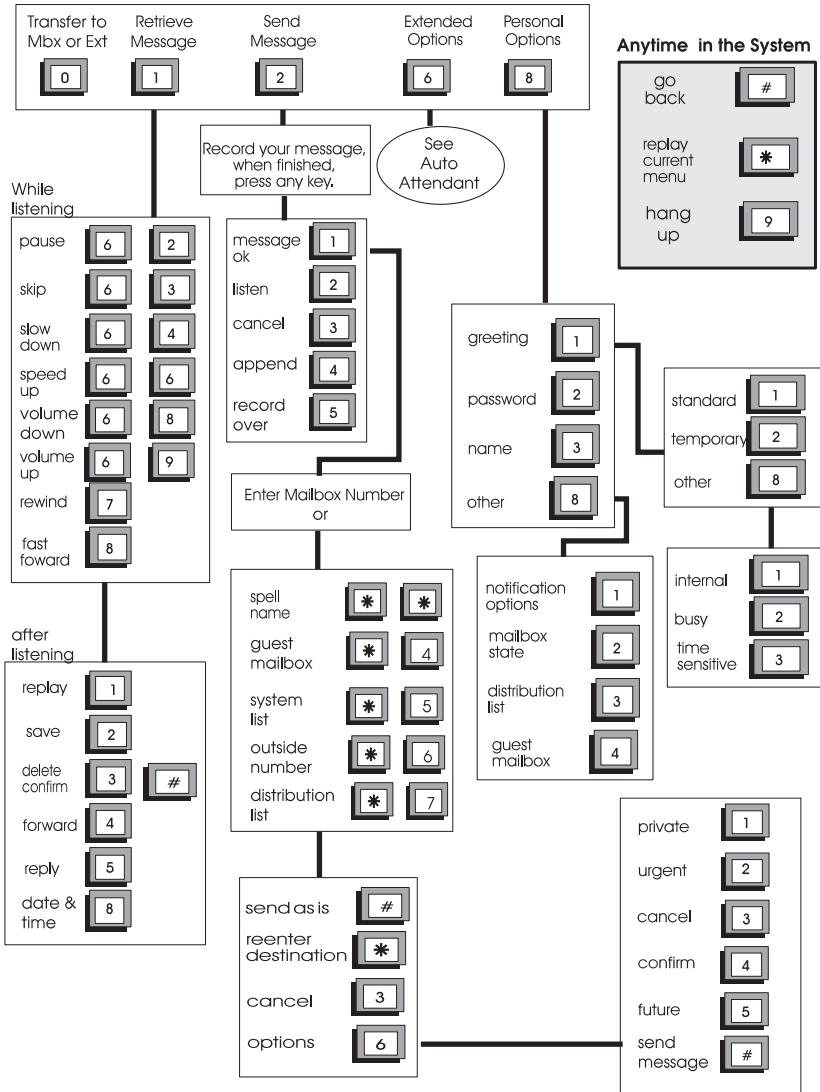 Transfer to
Mbx or Ext
0
Retrieve
Message
1
Send
Message
2
Extended
Options
6
Personal
Options
8
Anytime in the System
go
back
#
replay
current
menu
*
hang
up
9
Record your message,
when finished,
press any key.
See
Auto
Attendant
While
listening
pause 6 2
skip 6 3
slow
down 6 4
speed
up 6 6
volume
down 6 8
volume
up 6 9
rewind 7
fast
foward 8
after
listening
replay 1
save 2
delete
confirm 3 #
forward 4
reply 5
date &
time 8
message
ok 1
listen 2
cancel 3
append 4
record
over 5
Enter Mailbox Number
or
spell
name * *
guest
mailbox * 4
system
list * 5
outside
number * 6
distribution
list * 7
send as is #
reenter
destination *
cancel 3
options 6
greeting 1
password 2
name 3
other 8
standard 1
temporary 2
other 8
internal 1
busy 2
time
sensitive 3
notification
options 1
mailbox
state 2
distribution
list 3
guest
mailbox 4
private 1
urgent 2
cancel 3
confirm 4
future 5
send
message #